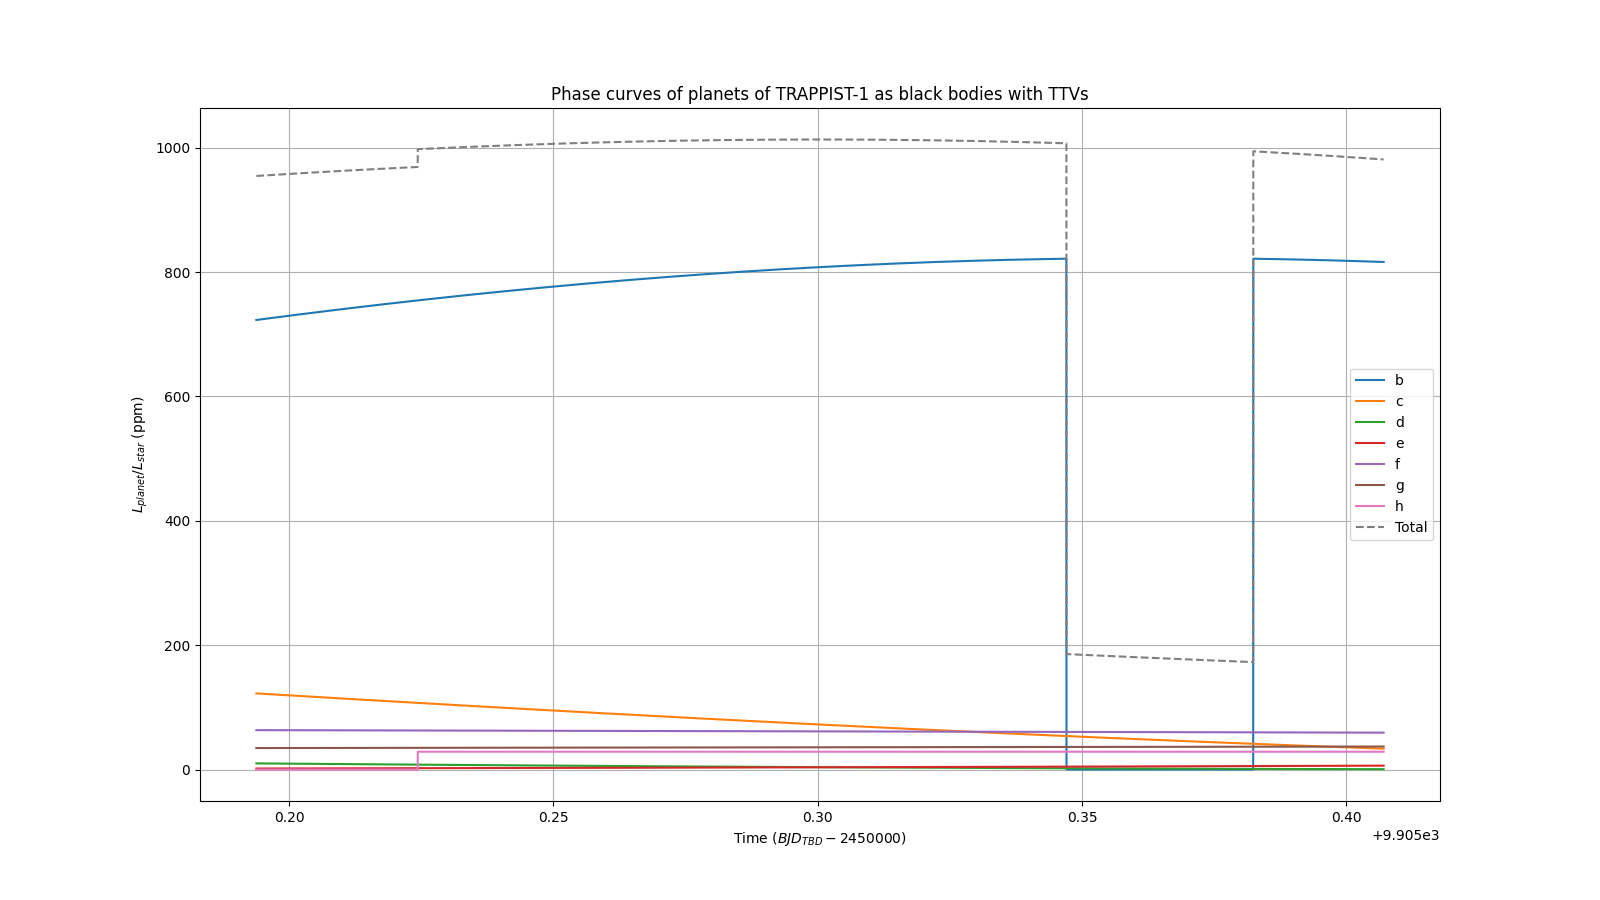 Phase curves of planets of TRAPPIST-1 as black bodies with TTVs
1000
800
600
400
200
0
L_planet/L_star (ppm)
b
c
d
e
f
g
h
Total
0.20 0.25 0.30 0.35 0.40
+9.905e3
Time (BJD_TBD − 2450000)